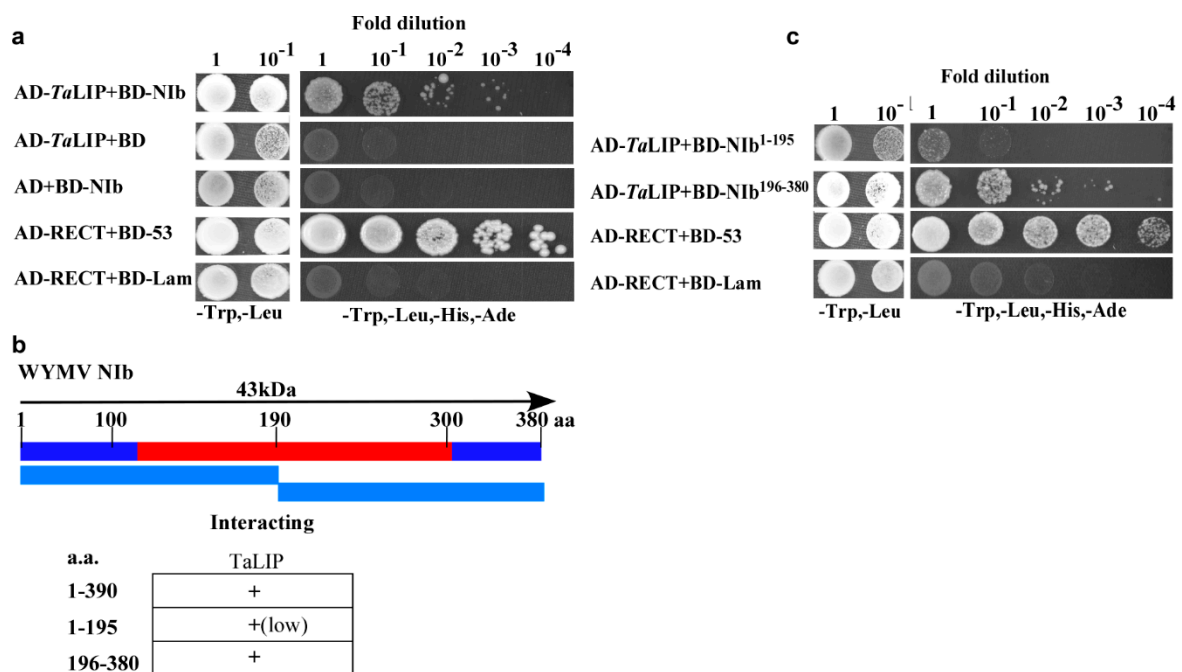 a
Fold dilution
1 10-1 1 10-1 10-2 10-3 10-4
AD-TaLIP+BD-NIb
AD-TaLIP+BD
AD+BD-NIb
AD-RECT+BD-53
AD-RECT+BD-Lam
-Trp,-Leu -Trp,-Leu,-His,-Ade
c
Fold dilution
1 10- 1 10-1 10-2 10-3 10-4
AD-TaLIP+BD-NIb1-195
AD-TaLIP+BD-NIb196-380
AD-RECT+BD-53
AD-RECT+BD-Lam
-Trp,-Leu -Trp,-Leu,-His,-Ade
b
WYMV NIb
43kDa
1 100 190 300 380 aa
Interacting
a.a. TaLIP
1-390 +
1-195 +(low)
196-380 +